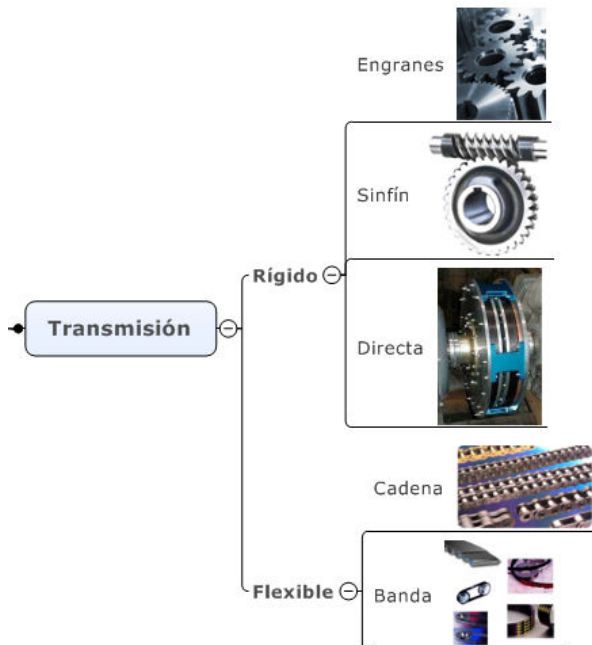 Engranes
Sinfín
Rígido
Transmisión
Directa
Cadena
Flexible
Banda